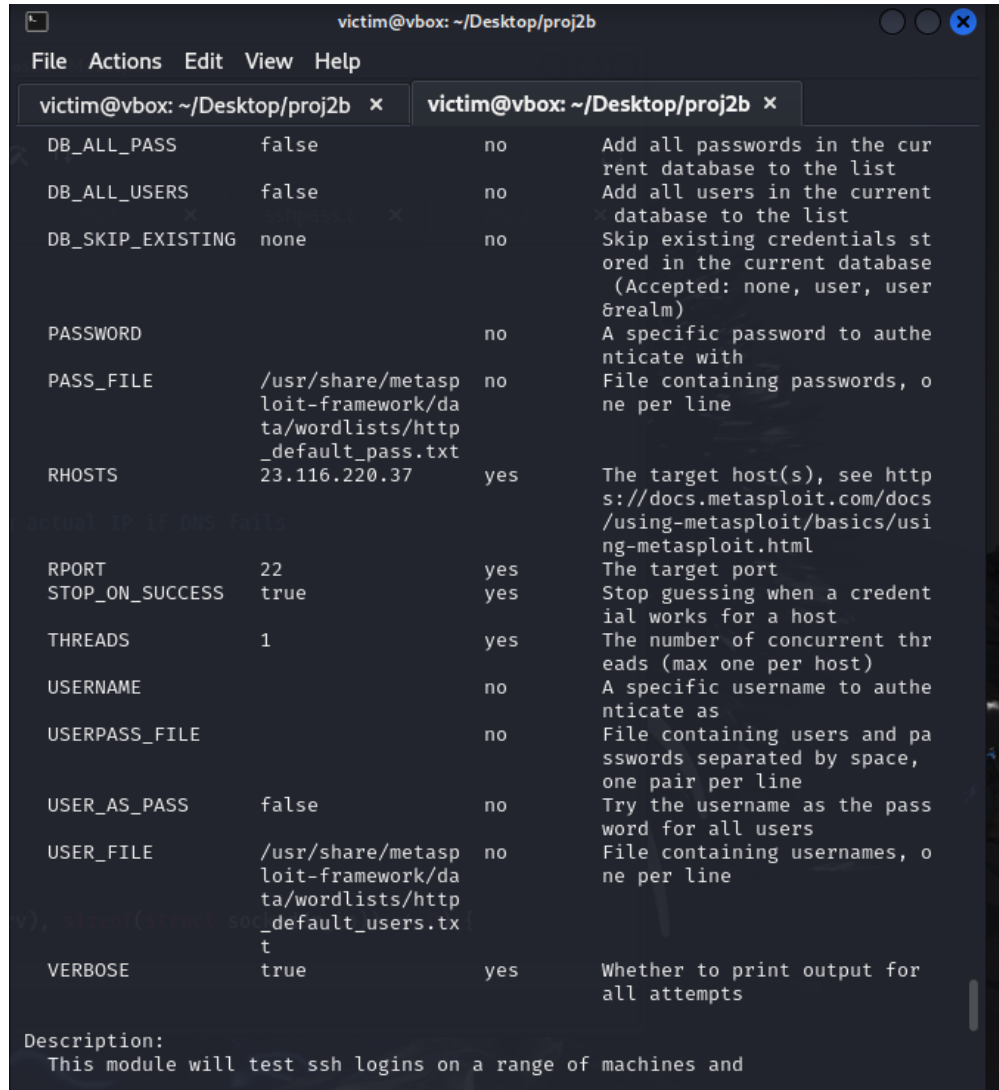 victim@vbox: ~/Desktop/proj2b
File Actions Edit View Help
victim@vbox: ~/Desktop/proj2b × victim@vbox: ~/Desktop/proj2b ×
DB_ALL_PASS false no Add all passwords in the cur
rent database to the list
DB_ALL_USERS false no Add all users in the current
database to the list
DB_SKIP_EXISTING none no Skip existing credentials st
ored in the current database
(Accepted: none, user, user
&realm)
PASSWORD no A specific password to authe
nticate with
PASS_FILE /usr/share/metasp no File containing passwords, o
loit-framework/da ne per line
ta/wordlists/http
_default_pass.txt
RHOSTS 23.116.220.37 yes The target host(s), see http
s://docs.metasploit.com/docs
/using-metasploit/basics/usi
actual IP if DNS fails
ng-metasploit.html
RPORT 22 yes The target port
STOP_ON_SUCCESS true yes Stop guessing when a credent
ial works for a host
THREADS 1 yes The number of concurrent thr
eads (max one per host)
USERNAME no A specific username to authe
nticate as
USERPASS_FILE no File containing users and pa
sswords separated by space,
one pair per line
USER_AS_PASS false no Try the username as the pass
word for all users
USER_FILE /usr/share/metasp no File containing usernames, o
loit-framework/da ne per line
ta/wordlists/http
_default_users.tx
t
VERBOSE true yes Whether to print output for
all attempts
Description:
This module will test ssh logins on a range of machines and